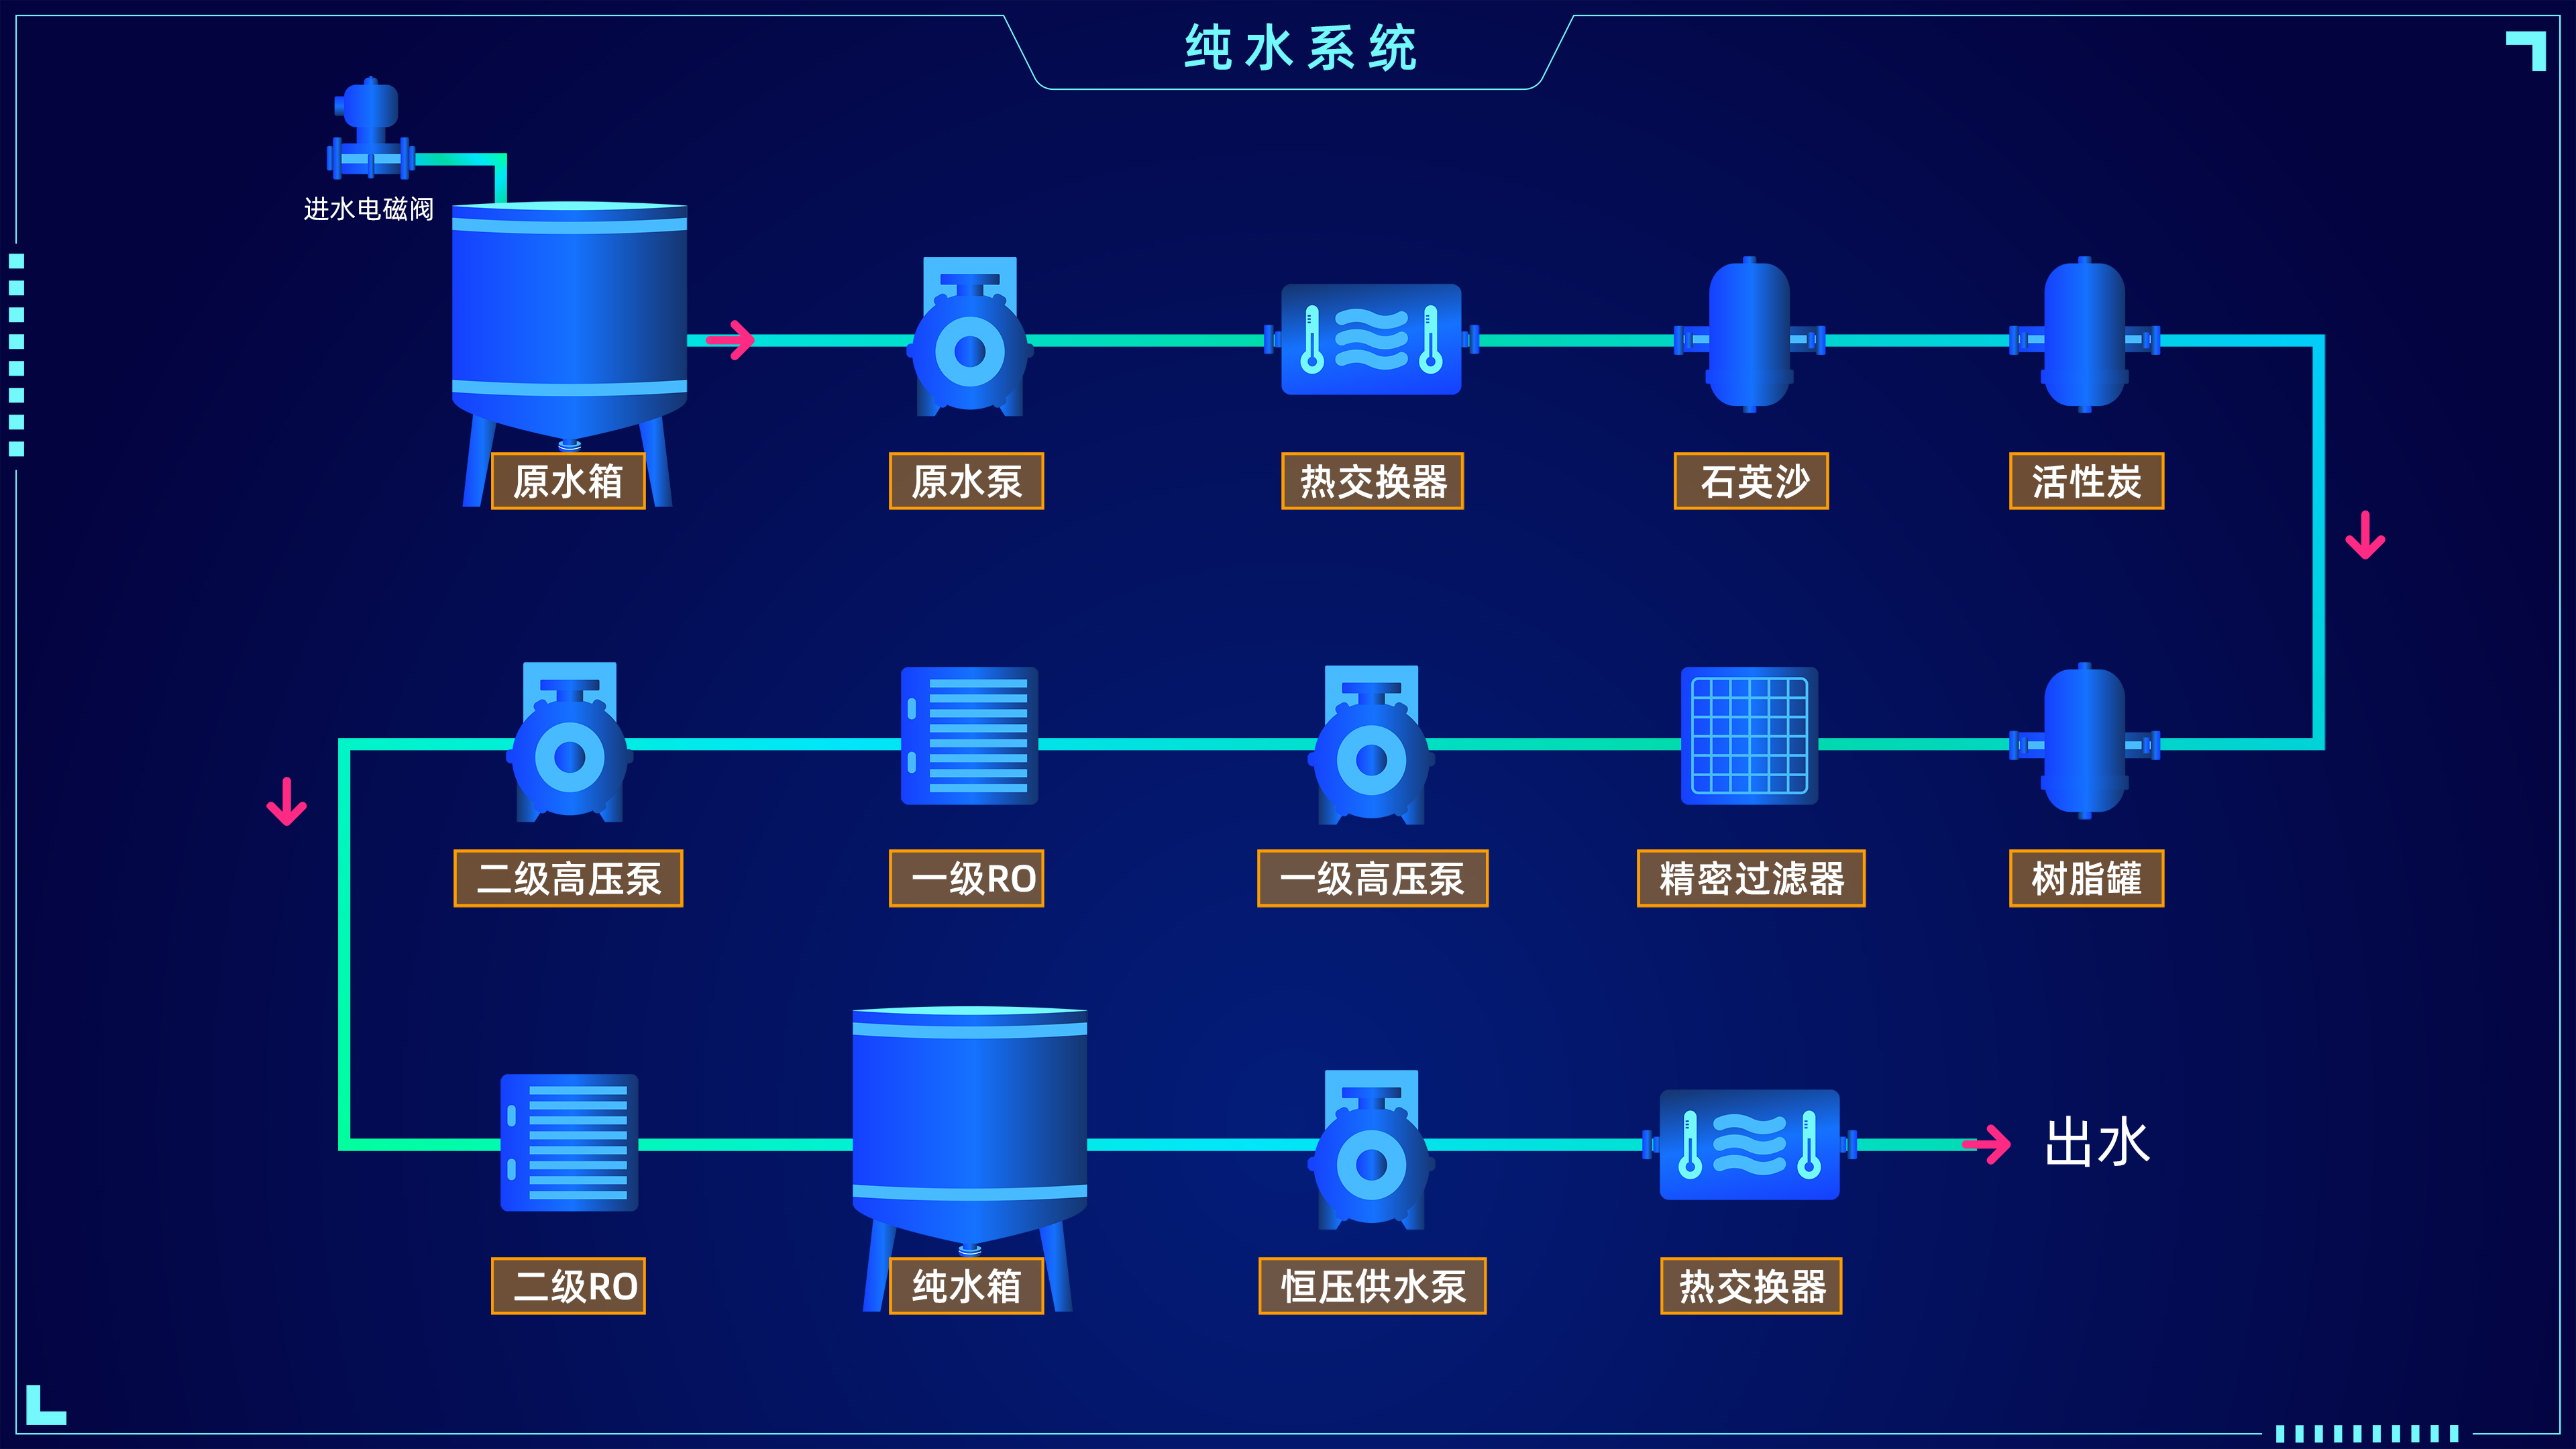 纯水系统
进水电磁阀
原水箱
原水泵
热交换器
石英沙
活性炭
二级高压泵
一级RO
一级高压泵
精密过滤器
树脂罐
出水
二级RO
纯水箱
恒压供水泵
热交换器